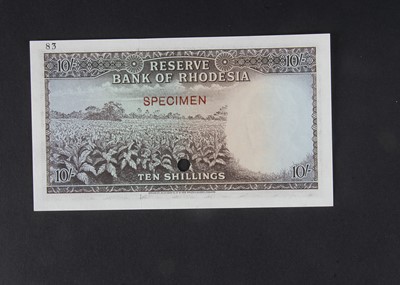 83
10/- RESERVE 10/-
BANK OF RHODESIA
SPECIMEN
10/- TEN SHILLINGS 10/-